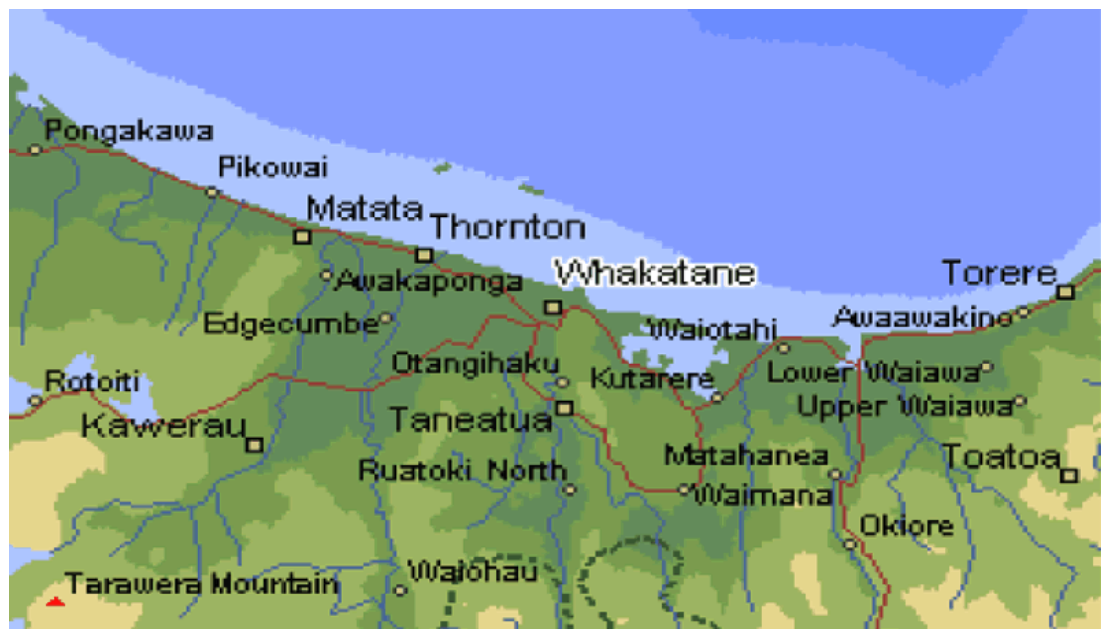 Pongakawa
Pikowai
Matata
Thornton
Awakaponga
Whakatane
Torere
Edgecumbe
Waiotahi
Awaawakino
Otangihaku
Kutarere
Lower Waiawa
Rotoiti
Kawerau
Taneatua
Upper Waiawa
Ruatoki North
Matahanea
Toatoa
Waimana
Okiore
Tarawera Mountain
Waiohau